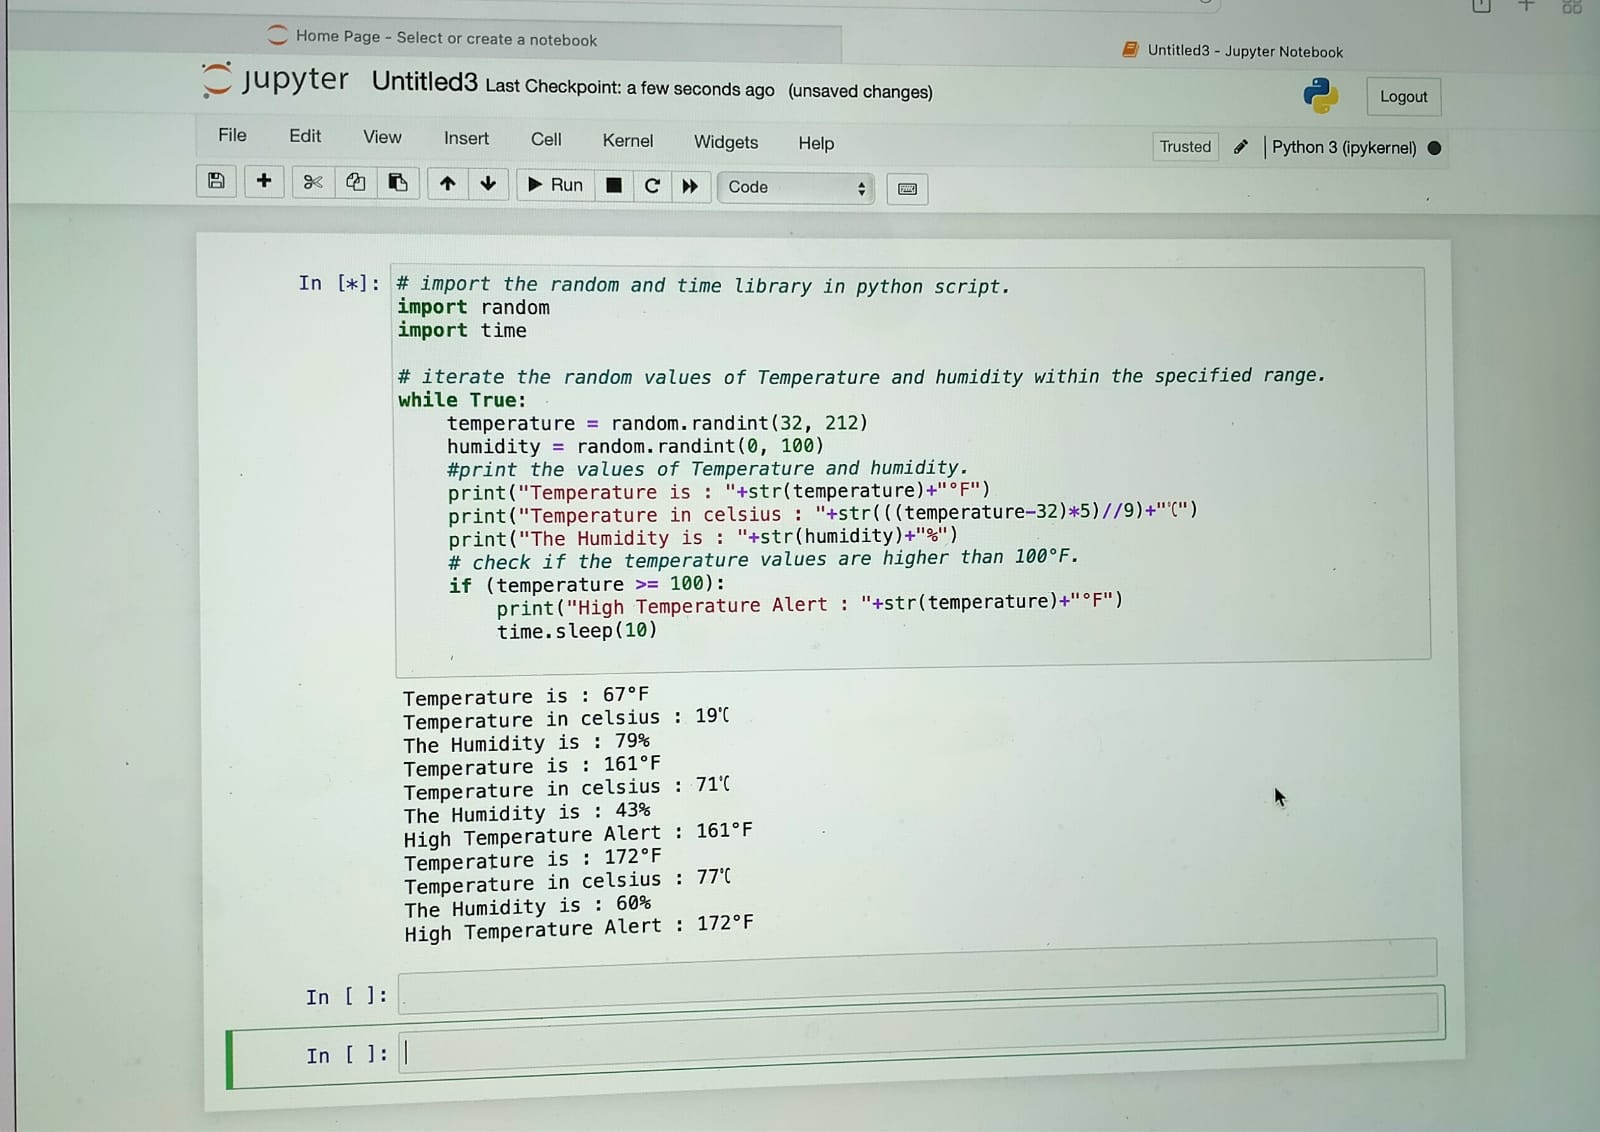 Home Page - Select or create a notebook
Untitled3 - Jupyter Notebook
jupyter Untitled3 Last Checkpoint: a few seconds ago (unsaved changes)
Logout
File Edit View Insert Cell Kernel Widgets Help
Trusted
Python 3 (ipykernel)
Run
Code
In [*]:
# import the random and time library in python script.
import random
import time
# iterate the random values of Temperature and humidity within the specified range.
while True:
    temperature = random.randint(32, 212)
    humidity = random.randint(0, 100)
    #print the values of Temperature and humidity.
    print("Temperature is : "+str(temperature)+"°F")
    print("Temperature in celsius : "+str(((temperature-32)*5)//9)+"℃")
    print("The Humidity is : "+str(humidity)+"%")
    # check if the temperature values are higher than 100°F.
    if (temperature >= 100):
        print("High Temperature Alert : "+str(temperature)+"°F")
        time.sleep(10)
Temperature is : 67°F
Temperature in celsius : 19℃
The Humidity is : 79%
Temperature is : 161°F
Temperature in celsius : 71℃
The Humidity is : 43%
High Temperature Alert : 161°F
Temperature is : 172°F
Temperature in celsius : 77℃
The Humidity is : 60%
High Temperature Alert : 172°F
In [ ]:
In [ ]: